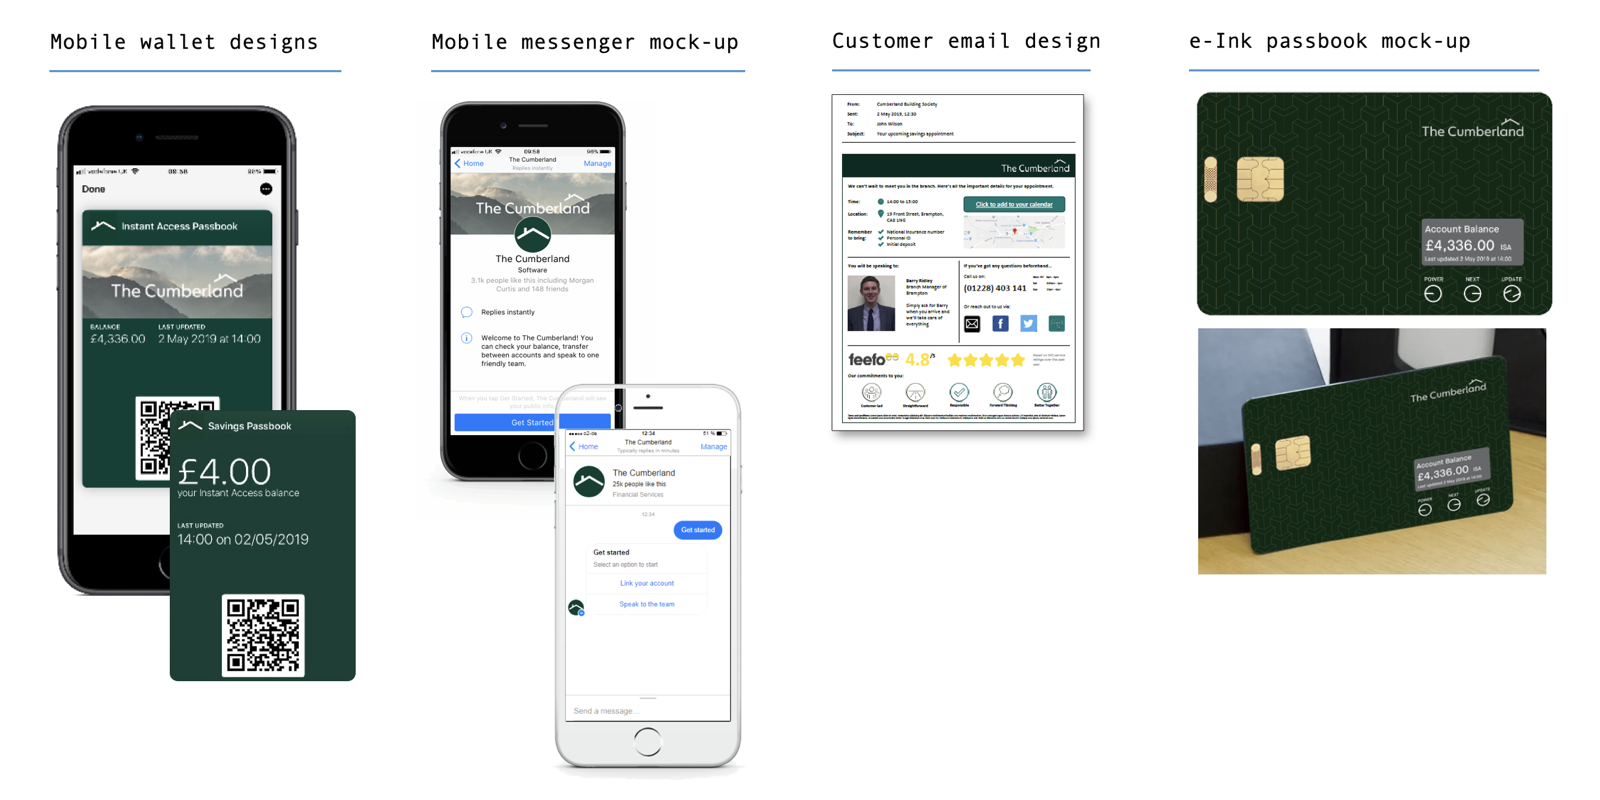 Mobile wallet designs
Mobile messenger mock-up
Customer email design
e-Ink passbook mock-up
vodafone UK
09:58
Done
Instant Access Passbook
The Cumberland
BALANCE
LAST UPDATED
£4,336.00
2 May 2019 at 14:00
Savings Passbook
£4.00
your Instant Access balance
LAST UPDATED
14:00 on 02/05/2019
vodafone UK
09:58
98%
Home
The Cumberland
Manage
Replies instantly
The Cumberland
The Cumberland
Software
3.1k people like this including Morgan
Curtis and 148 friends
Replies instantly
Welcome to The Cumberland! You
can check your balance, transfer
between accounts and speak to one
friendly team.
When you tap Get Started, The Cumberland will see
your public info
Get Started
o2-de
12:34
51 %
Home
The Cumberland
Manage
Typically replies in minutes
The Cumberland
25k people like this
Financial Services
12:34
Get started
Get started
Select an option to start
Link your account
Speak to the team
Send a message...
From: Cumberland Building Society
Sent: 2 May 2019, 12:30
To: John Wilson
Subject: Your upcoming savings appointment
The Cumberland
We can't wait to meet you in the branch. Here's all the important details for your appointment.
Time: 14:00 to 15:00
Location: 19 Front Street, Brampton,
CA8 1NG
Remember
to bring:
National Insurance number
Personal ID
Initial deposit
Click to add to your calendar
You will be speaking to:
Barry Ridley
Branch Manager of
Brampton
Simply ask for Barry
when you arrive and
we'll take care of
everything
If you've got any questions beforehand...
Call us on:
(01228) 403 141
Or reach out to us via:
feefo
4.8/5
Our commitments to you:
Customer Led
Straightforward
Responsible
Forward Thinking
Better Together
The Cumberland
Account Balance
£4,336.00 ISA
Last updated 2 May 2019 at 14:00
POWER
NEXT
UPDATE
The Cumberland
Account Balance
£4,336.00 ISA
Last updated 2 May 2019 at 14:00
POWER
NEXT
UPDATE